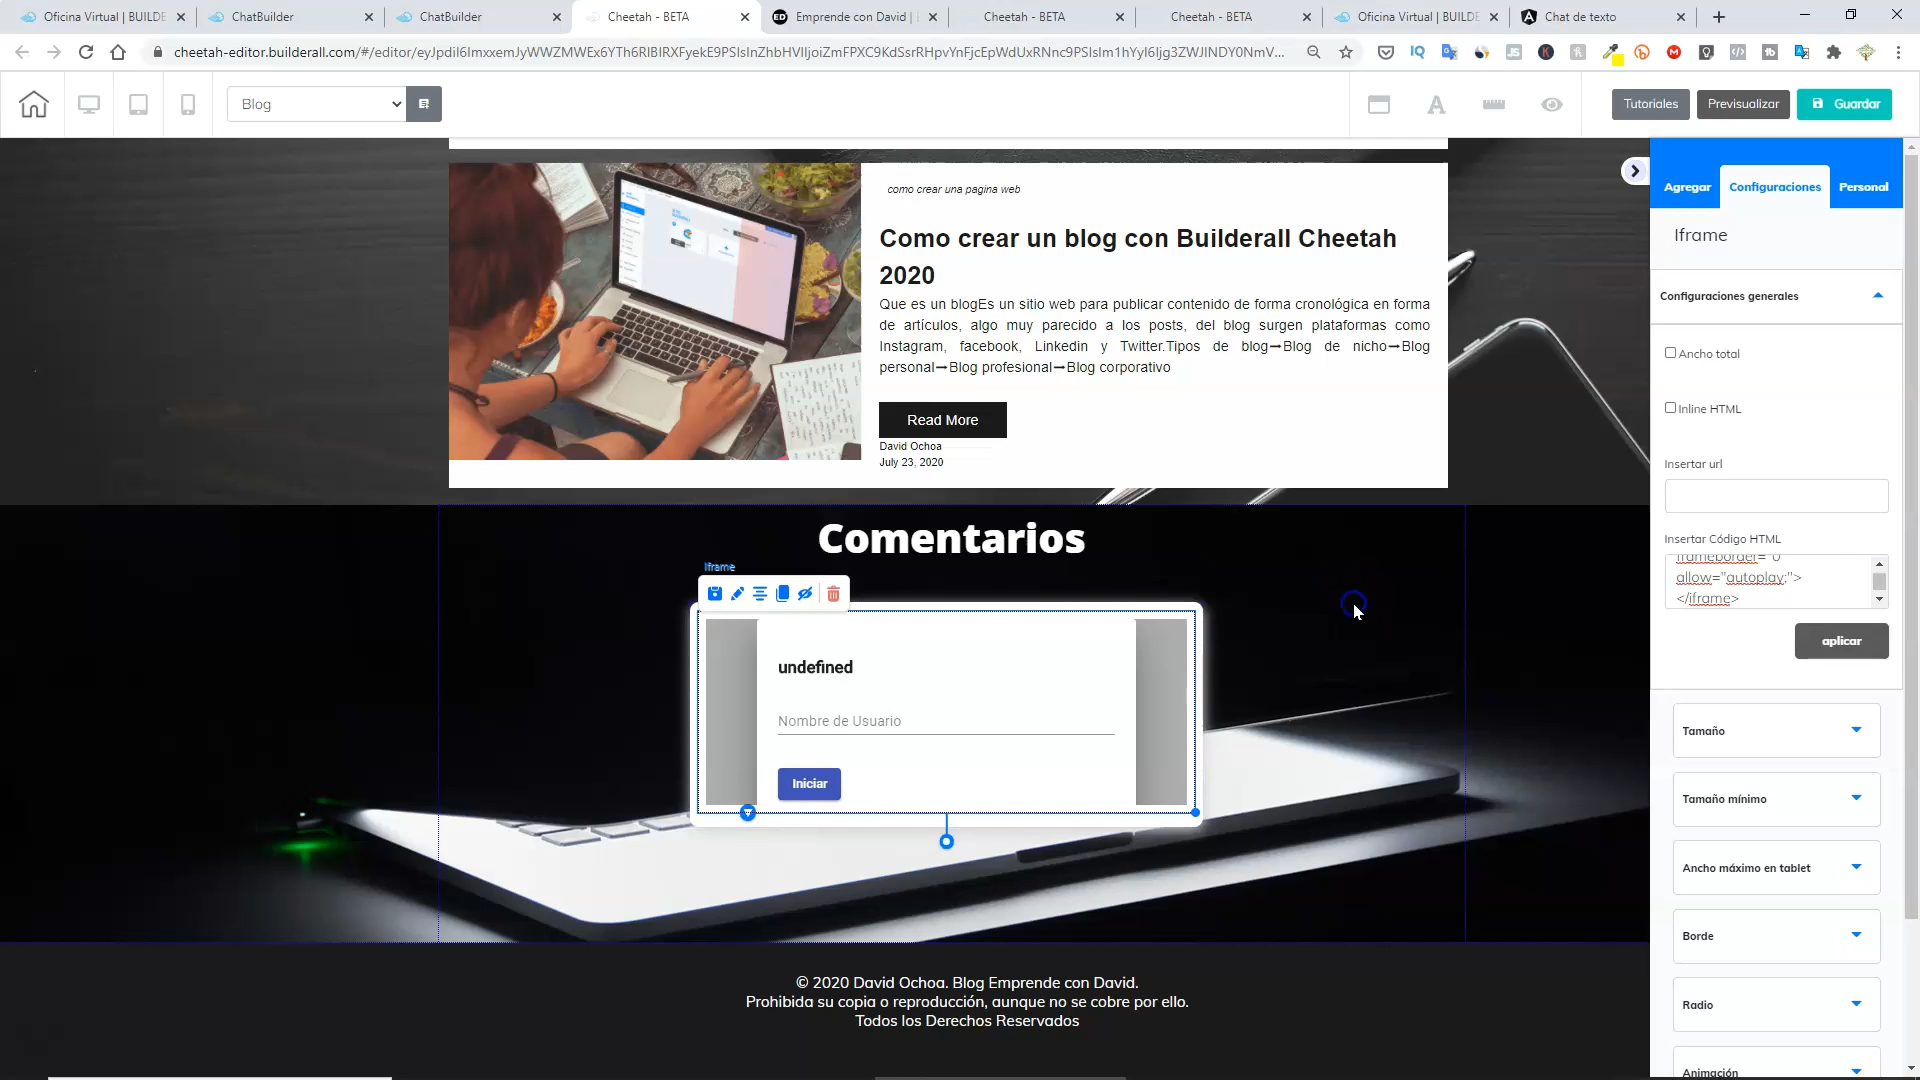 Oficina Virtual | BUILDE
ChatBuilder
ChatBuilder
Cheetah - BETA
Emprende con David |
Cheetah - BETA
Cheetah - BETA
Oficina Virtual | BUILDE
Chat de texto
Blog
Tutoriales
Previsualizar
Guardar
Agregar
Configuraciones
Personal
Iframe
Configuraciones generales
Ancho total
Inline HTML
Insertar url
Insertar Código HTML
frameborder="0"
allow="autoplay;">
</iframe>
aplicar
Tamaño
Tamaño mínimo
Ancho máximo en tablet
Borde
Radio
Animación
como crear una pagina web
Como crear un blog con Builderall Cheetah
2020
Que es un blogEs un sitio web para publicar contenido de forma cronológica en forma
de artículos, algo muy parecido a los posts, del blog surgen plataformas como
Instagram, facebook, Linkedin y Twitter.Tipos de blog➞Blog de nicho➞Blog
personal➞Blog profesional➞Blog corporativo
Read More
David Ochoa
July 23, 2020
Comentarios
Iframe
undefined
Nombre de Usuario
Iniciar
© 2020 David Ochoa. Blog Emprende con David.
Prohibida su copia o reproducción, aunque no se cobre por ello.
Todos los Derechos Reservados